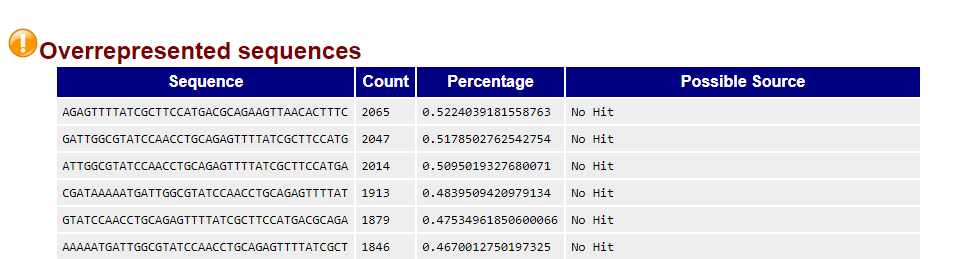 Overrepresented sequences
Sequence Count Percentage Possible Source
AGAGTTTTATCGCTTCCATGACGCAGAAGTTAACACTTTC 2065 0.5224039181558763 No Hit
GATTGGCGTATCCAACCTGCAGAGTTTTATCGCTTCCATG 2047 0.5178502762542754 No Hit
ATTGGCGTATCCAACCTGCAGAGTTTTATCGCTTCCATGA 2014 0.5095019327680071 No Hit
CGATAAAAATGATTGGCGTATCCAACCTGCAGAGTTTTAT 1913 0.4839509420979134 No Hit
GTATCCAACCTGCAGAGTTTTATCGCTTCCATGACGCAGA 1879 0.47534961850600066 No Hit
AAAAATGATTGGCGTATCCAACCTGCAGAGTTTTATCGCT 1846 0.4670012750197325 No Hit